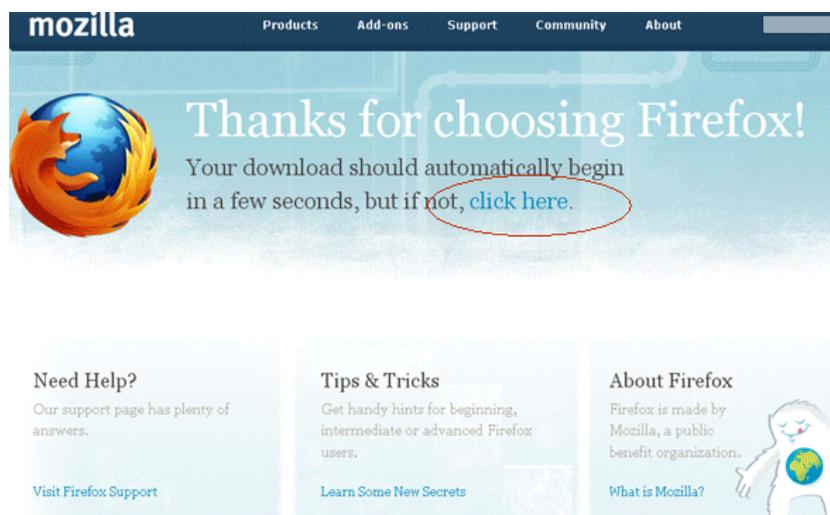 mozilla
Products Add-ons Support Community About
Thanks for choosing Firefox!
Your download should automatically begin
in a few seconds, but if not, click here.
Need Help?
Our support page has plenty of
answers.
Visit Firefox Support
Tips & Tricks
Get handy hints for beginning,
intermediate or advanced Firefox
users.
Learn Some New Secrets
About Firefox
Firefox is made by
Mozilla, a public
benefit organization.
What is Mozilla?